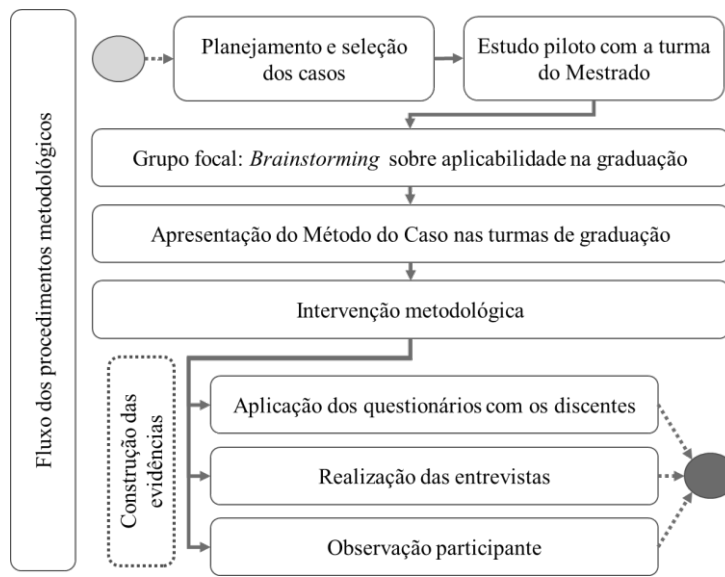 Fluxo dos procedimentos metodológicos
Planejamento e seleção
dos casos
Estudo piloto com a turma
do Mestrado
Grupo focal: Brainstorming sobre aplicabilidade na graduação
Apresentação do Método do Caso nas turmas de graduação
Intervenção metodológica
Construção das
evidências
Aplicação dos questionários com os discentes
Realização das entrevistas
Observação participante